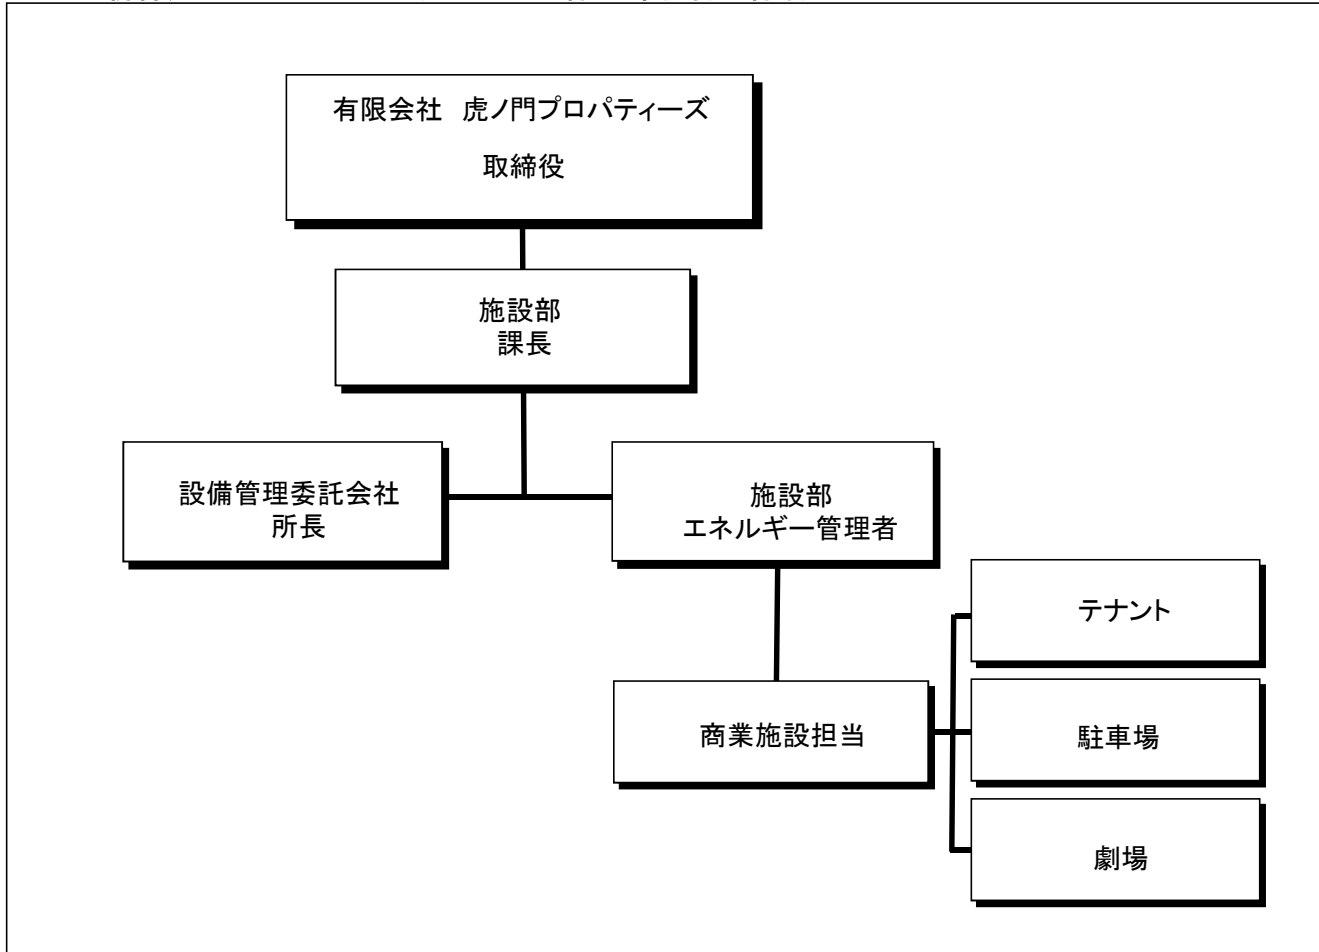 有限会社 虎ノ門プロパティーズ
取締役
施設部
課長
設備管理委託会社
所長
施設部
エネルギー管理者
テナント
商業施設担当
駐車場
劇場